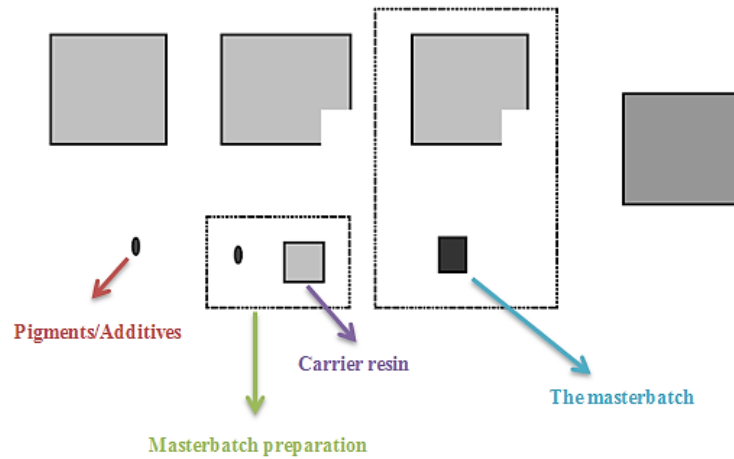 Pigments/Additives
Carrier resin
The masterbatch
Masterbatch preparation